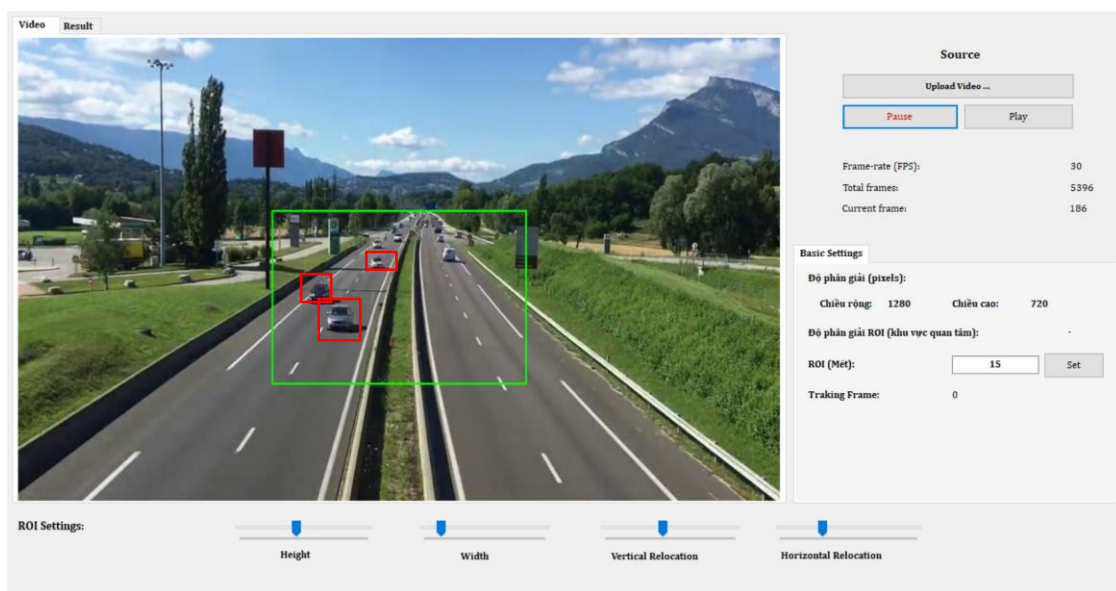 Video Result
Source
Upload Video ...
Pause Play
Frame-rate (FPS): 30
Total frames: 5396
Current frame: 186
Basic Settings
Độ phân giải (pixels):
Chiều rộng: 1280 Chiều cao: 720
Độ phân giải ROI (khu vực quan tâm): -
ROI (Mét): 15 Set
Traking Frame: 0
ROI Settings:
Height Width Vertical Relocation Horizontal Relocation